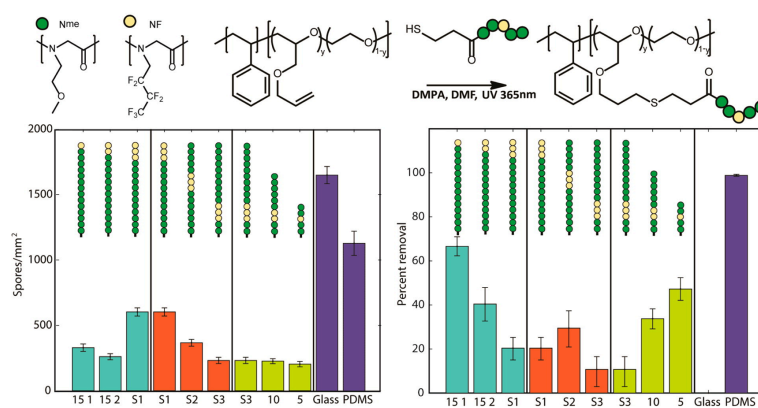 Nme
NF
HS
O
O
O
O
O
y
1-y
O
y
1-y
N
O
N
O
O
F2
F2
F3
O
DMPA, DMF, UV 365nm
O
S
O
2000
1500
1000
500
0
Spores/mm2
15 1 15 2 S1 S1 S2 S3 S3 10 5 Glass PDMS
100
80
60
40
20
0
Percent removal
15 1 15 2 S1 S1 S2 S3 S3 10 5 Glass PDMS